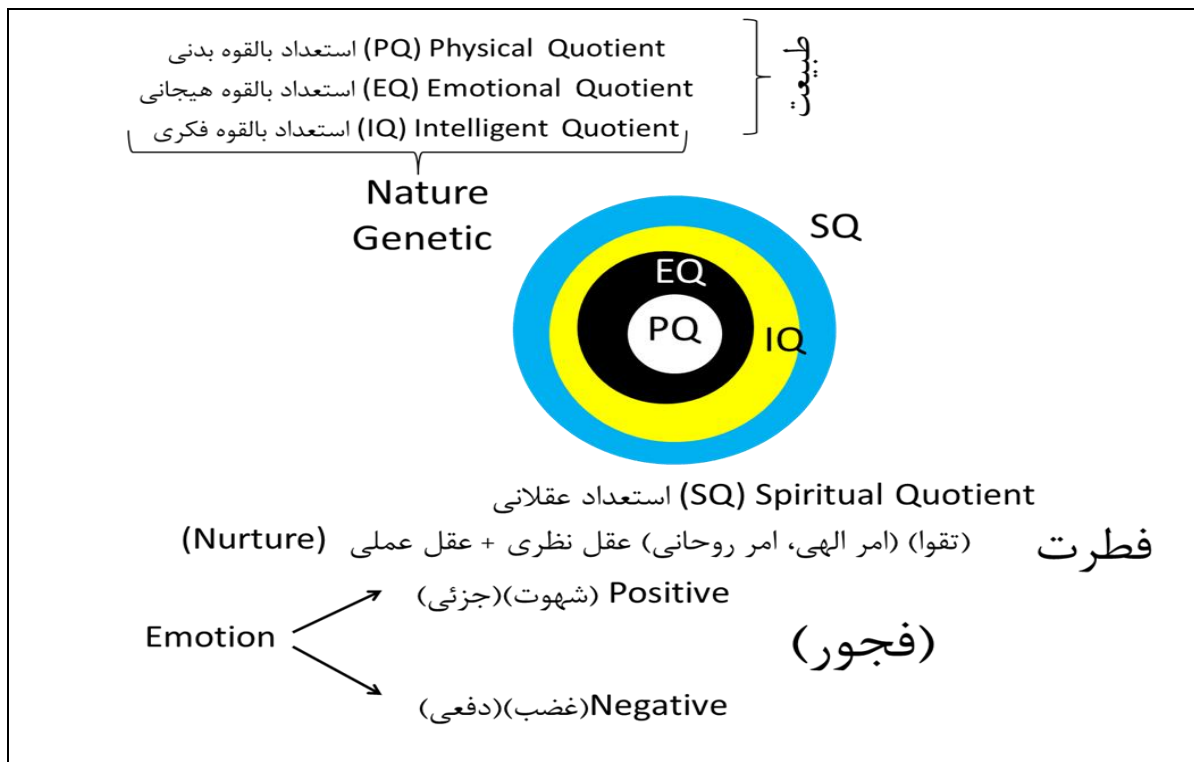 استعداد بالقوه بدنی (PQ) Physical Quotient
استعداد بالقوه هیجانی (EQ) Emotional Quotient
استعداد بالقوه فکری (IQ) Intelligent Quotient
طبیعت
Nature
Genetic
SQ
EQ
PQ
IQ
استعداد عقلانی (SQ) Spiritual Quotient
فطرت
(تقوا) (امر الهی، امر روحانی) عقل نظری + عقل عملی (Nurture)
(شهوت)(جزئی) Positive
Emotion
(فجور)
(غضب)(دفعی)Negative